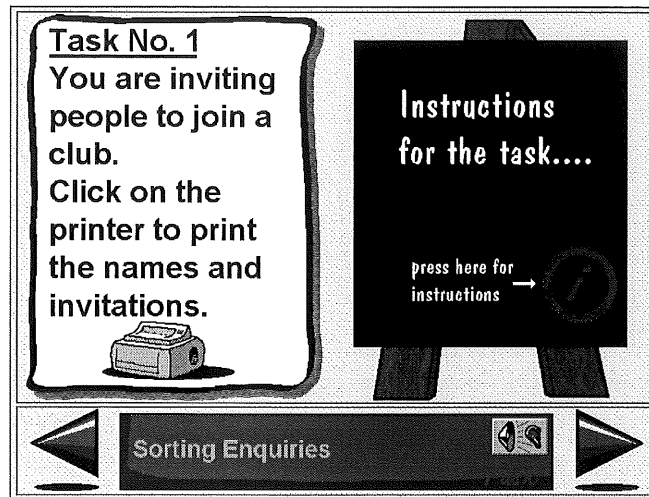 Task No. 1
You are inviting
people to join a
club.
Click on the
printer to print
the names and
invitations.
Instructions
for the task....
press here for
instructions →
i
Sorting Enquiries